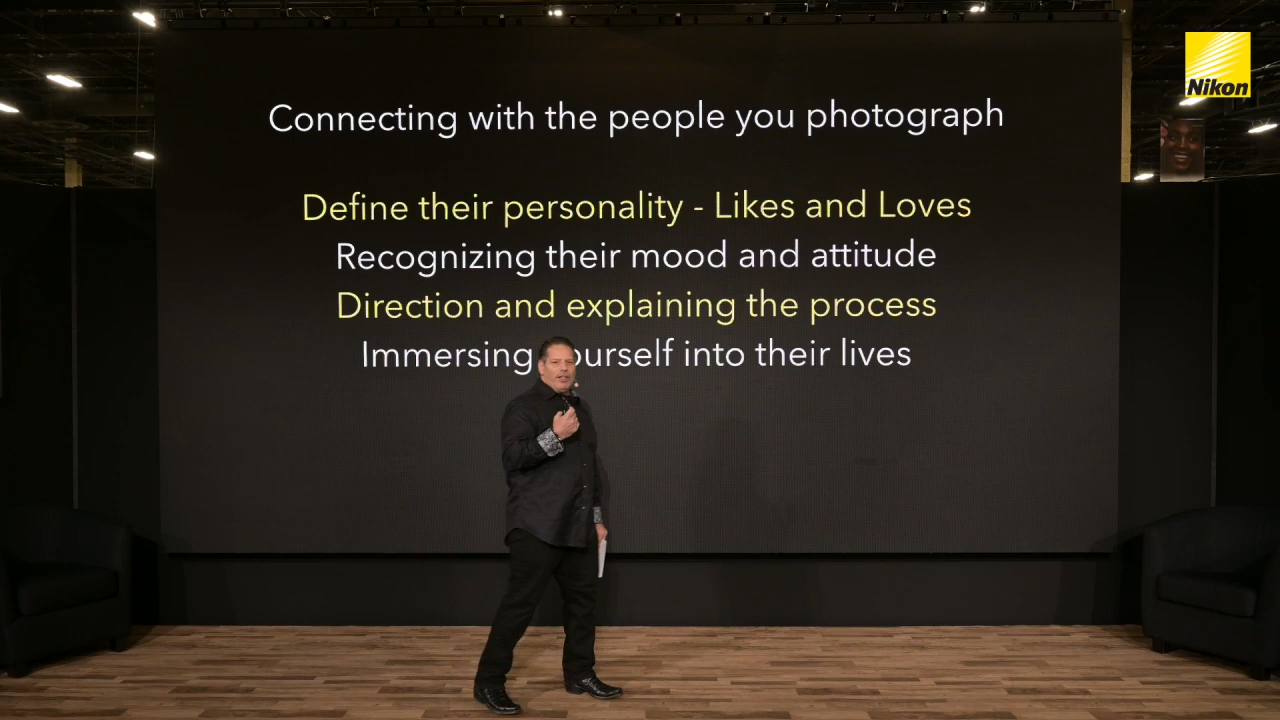 Nikon
Connecting with the people you photograph
Define their personality - Likes and Loves
Recognizing their mood and attitude
Direction and explaining the process
Immersing ourself into their lives